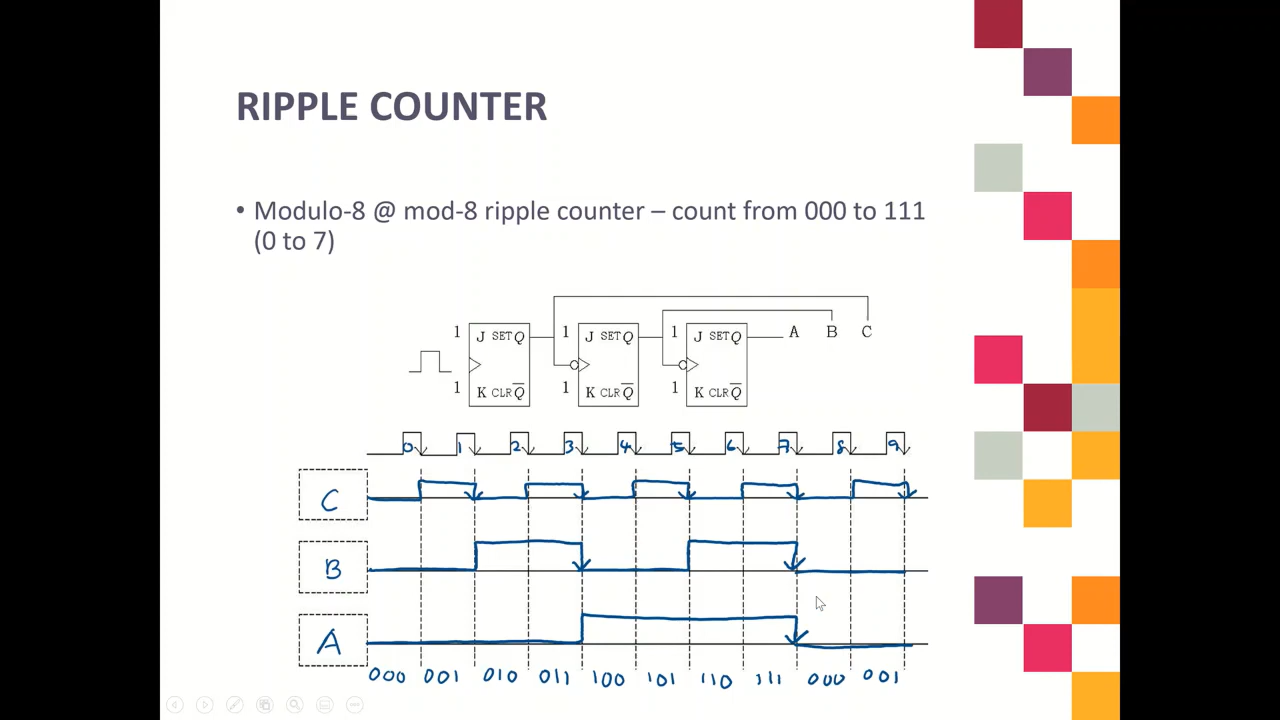 RIPPLE COUNTER
• Modulo-8 @ mod-8 ripple counter – count from 000 to 111
(0 to 7)
1 J SET Q 1 J SET Q 1 J SET Q A B C
1 K CLR Q̅ 1 K CLR Q̅ 1 K CLR Q̅
0 1 2 3 4 5 6 7 8 9
C
B
A
000 001 010 011 100 101 110 111 000 001